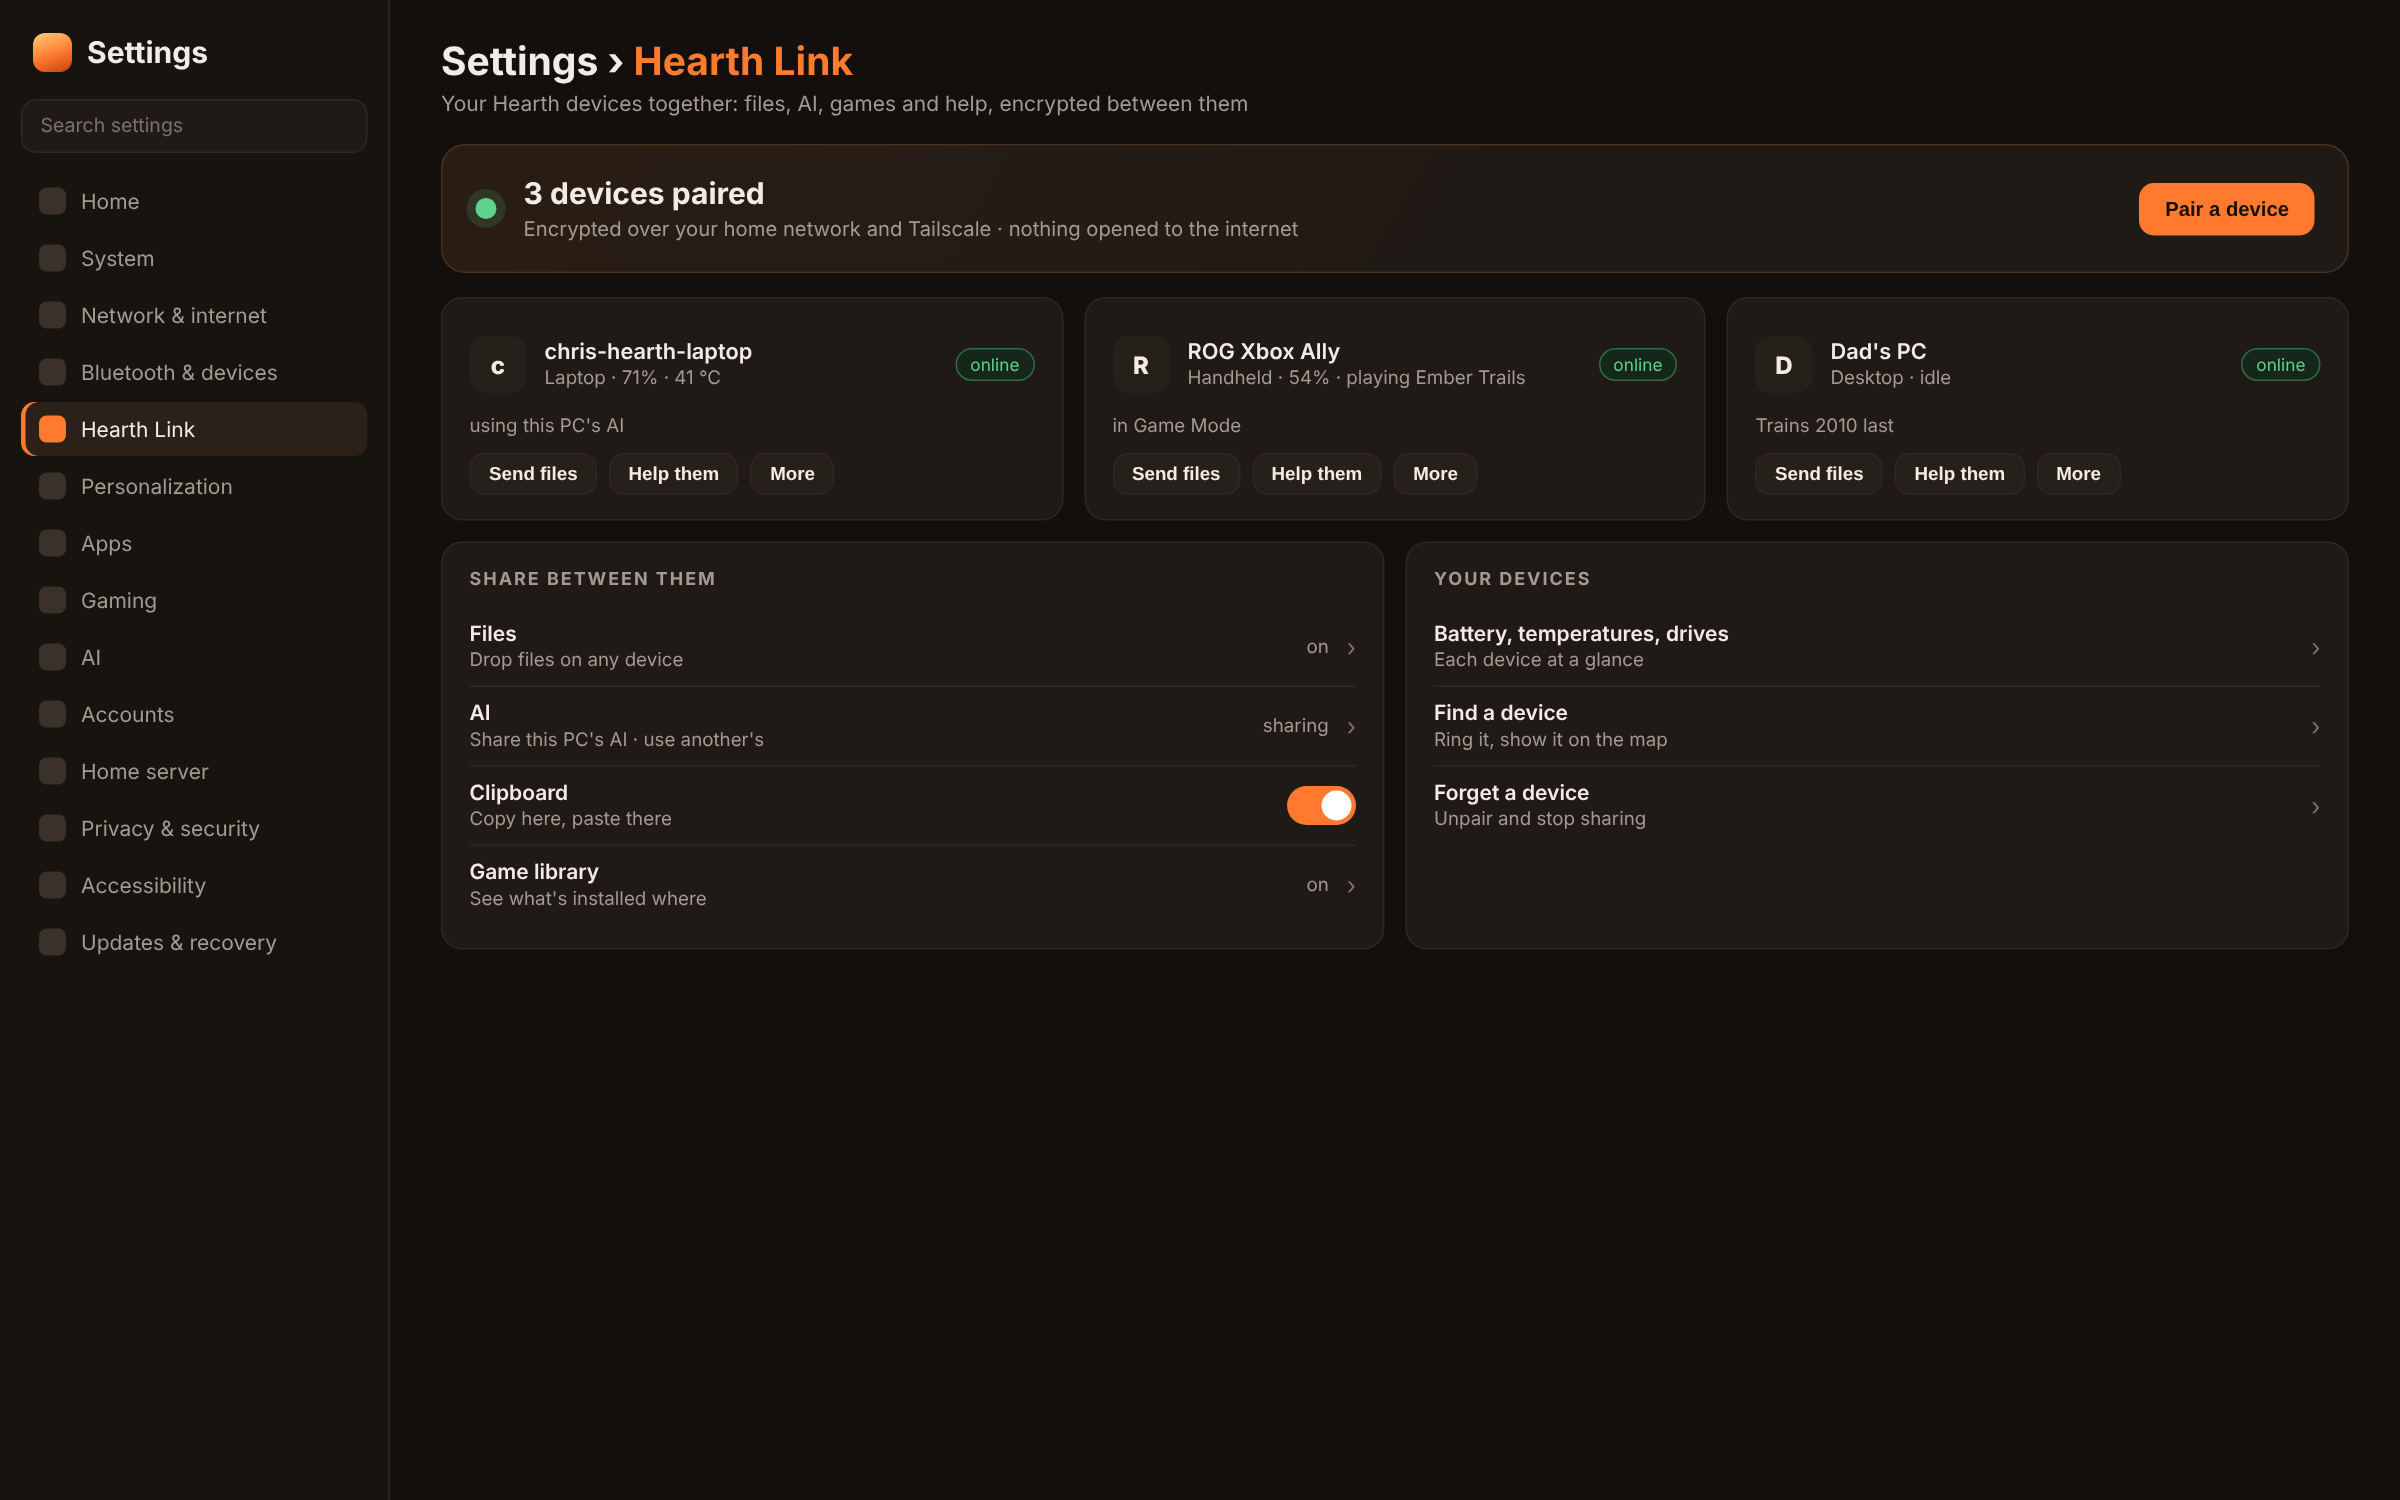 Settings
Search settings
Home
System
Network & internet
Bluetooth & devices
Hearth Link
Personalization
Apps
Gaming
AI
Accounts
Home server
Privacy & security
Accessibility
Updates & recovery
Settings › Hearth Link
Your Hearth devices together: files, AI, games and help, encrypted between them
3 devices paired
Encrypted over your home network and Tailscale · nothing opened to the internet
Pair a device
c
chris-hearth-laptop
Laptop · 71% · 41 °C
online
using this PC's AI
Send files
Help them
More
R
ROG Xbox Ally
Handheld · 54% · playing Ember Trails
online
in Game Mode
Send files
Help them
More
D
Dad's PC
Desktop · idle
online
Trains 2010 last
Send files
Help them
More
SHARE BETWEEN THEM
Files
Drop files on any device
on ›
AI
Share this PC's AI · use another's
sharing ›
Clipboard
Copy here, paste there
Game library
See what's installed where
on ›
YOUR DEVICES
Battery, temperatures, drives
Each device at a glance
›
Find a device
Ring it, show it on the map
›
Forget a device
Unpair and stop sharing
›